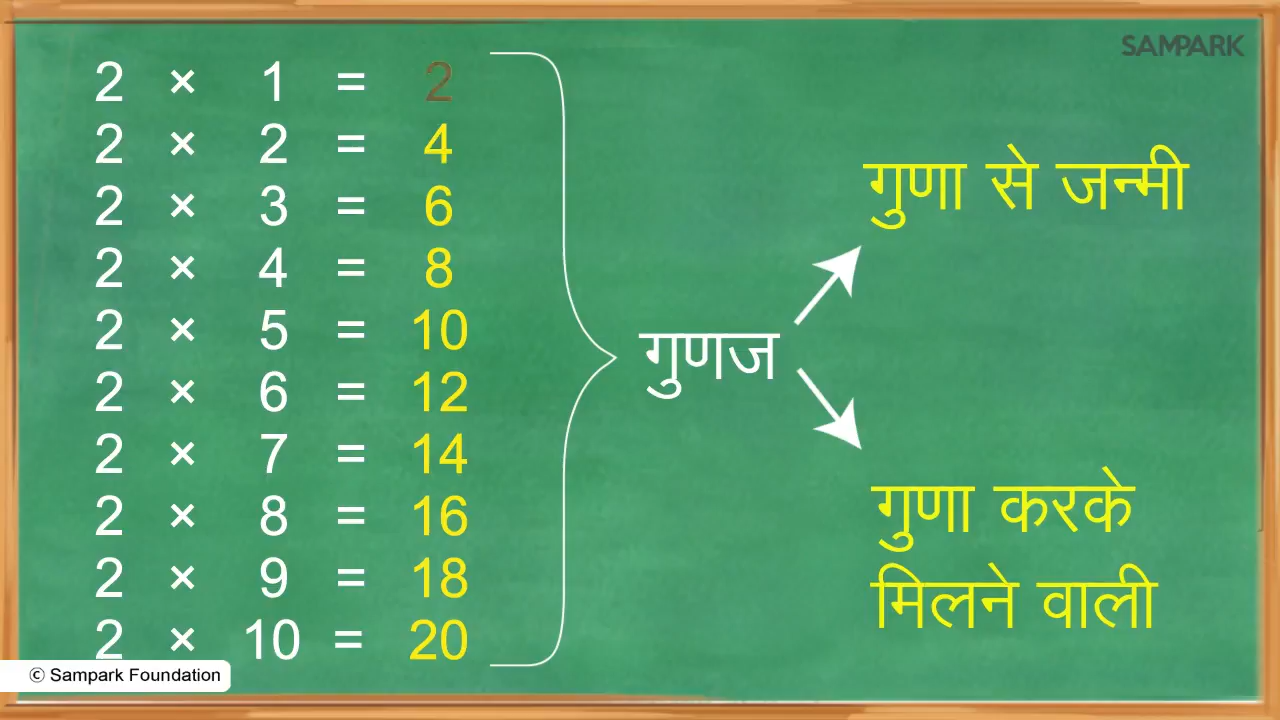 SAMPARK
2 × 1 = 2
2 × 2 = 4
2 × 3 = 6
2 × 4 = 8
2 × 5 = 10
2 × 6 = 12
2 × 7 = 14
2 × 8 = 16
2 × 9 = 18
2 × 10 = 20
गुणज
गुणा से जन्मी
गुणा करके
मिलने वाली
© Sampark Foundation